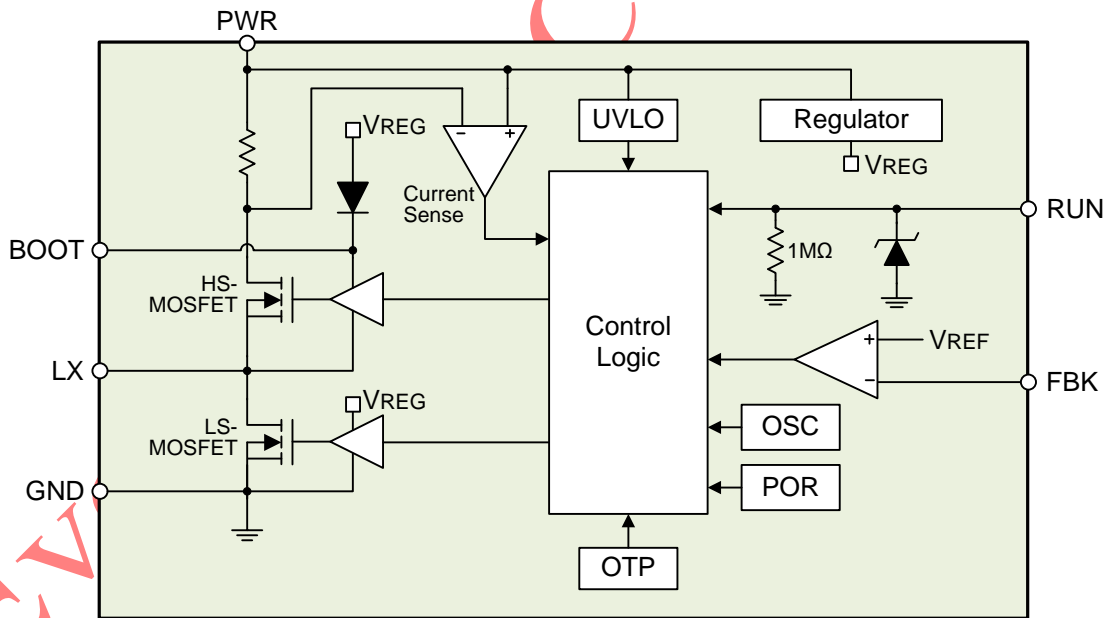 PWR
VREG
UVLO
Regulator
VREG
Current
Sense
RUN
BOOT
1MΩ
HS-
MOSFET
Control
Logic
VREF
LX
FBK
VREG
LS-
MOSFET
OSC
GND
POR
OTP